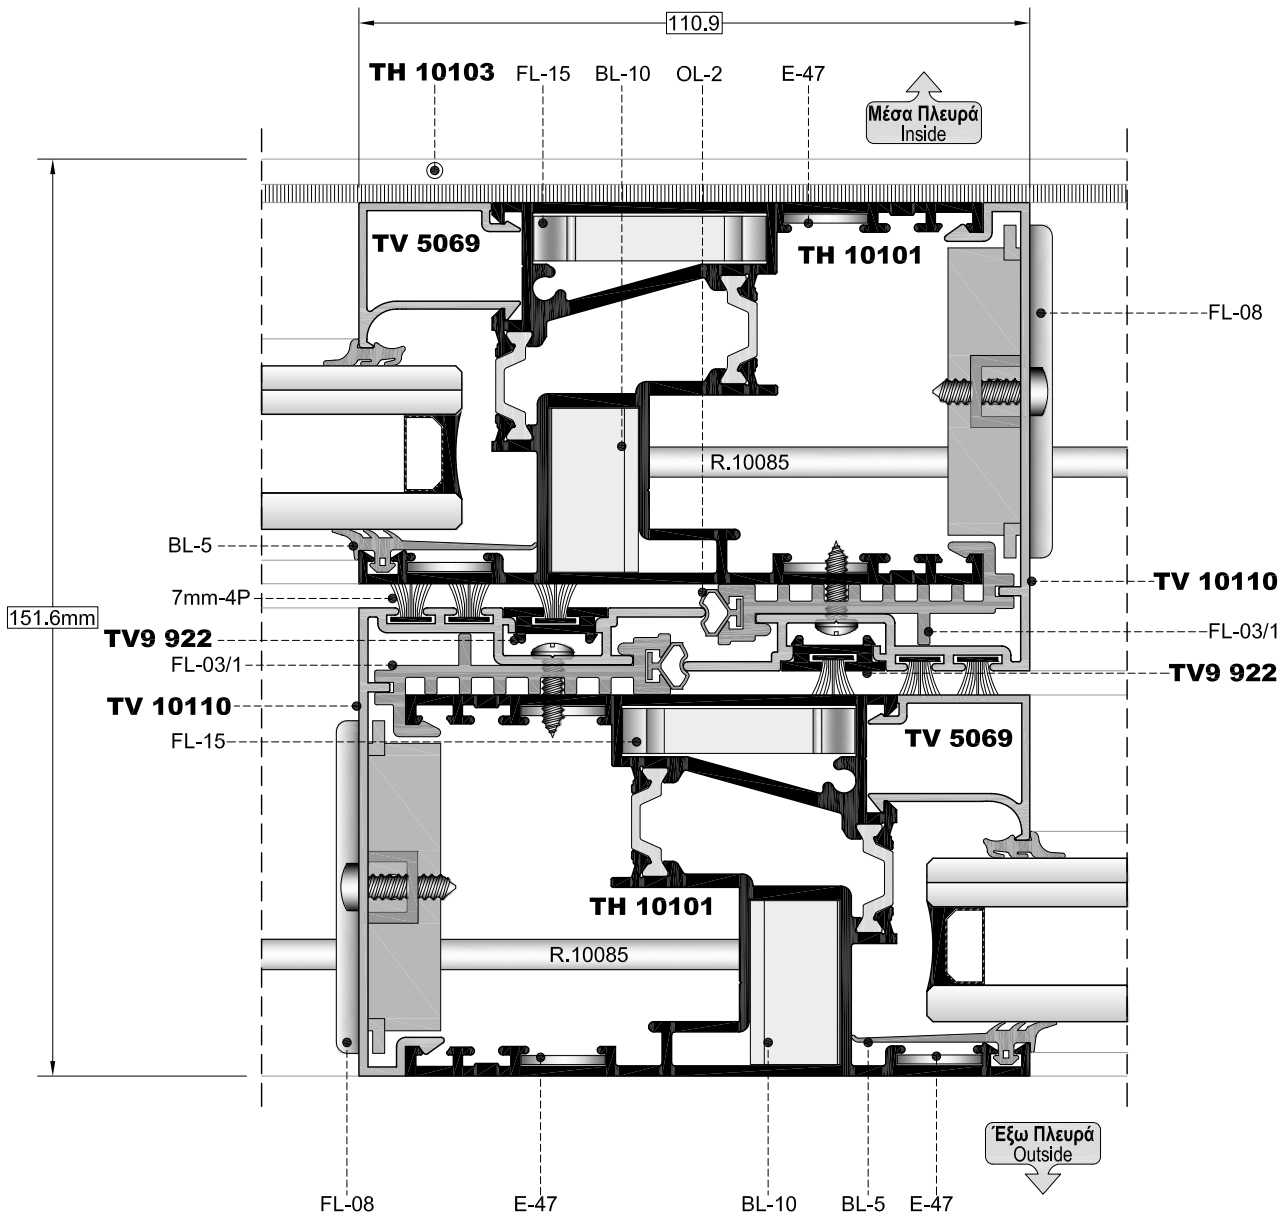 110.9
TH 10103 FL-15 BL-10 OL-2 E-47
Μέσα Πλευρά
Inside
TV 5069
TH 10101
FL-08
R.10085
BL-5
7mm-4P
TV 10110
151.6mm
TV9 922
FL-03/1
FL-03/1
TV9 922
TV 10110
FL-15
TV 5069
TH 10101
R.10085
Έξω Πλευρά
Outside
FL-08 E-47 BL-10 BL-5 E-47